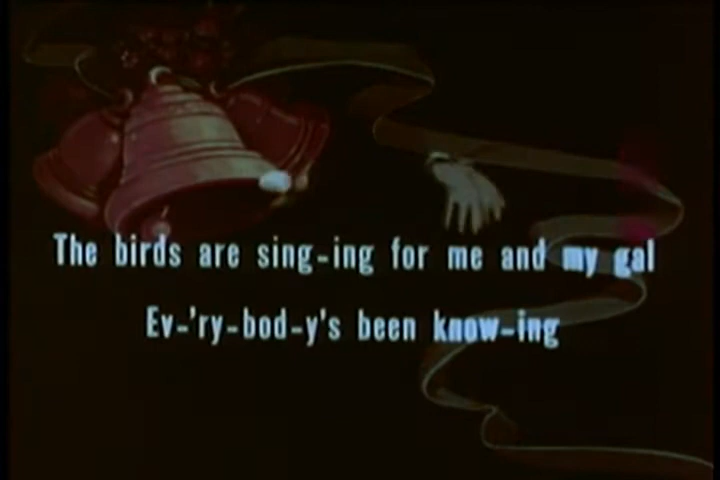 The birds are sing-ing for me and my gal
Ev-'ry-bod-y's been know-ing